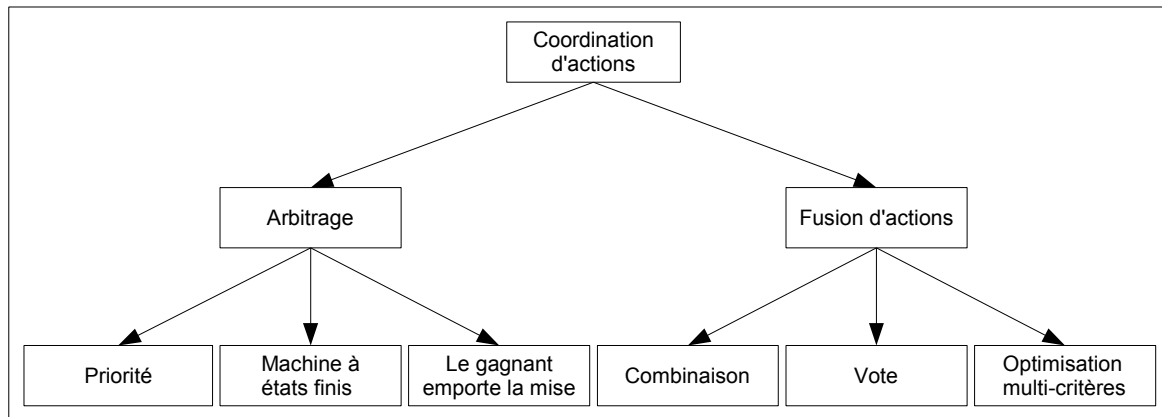 Coordination
d'actions
Arbitrage
Fusion d'actions
Priorité
Machine à
états finis
Le gagnant
emporte la mise
Combinaison
Vote
Optimisation
multi-critères